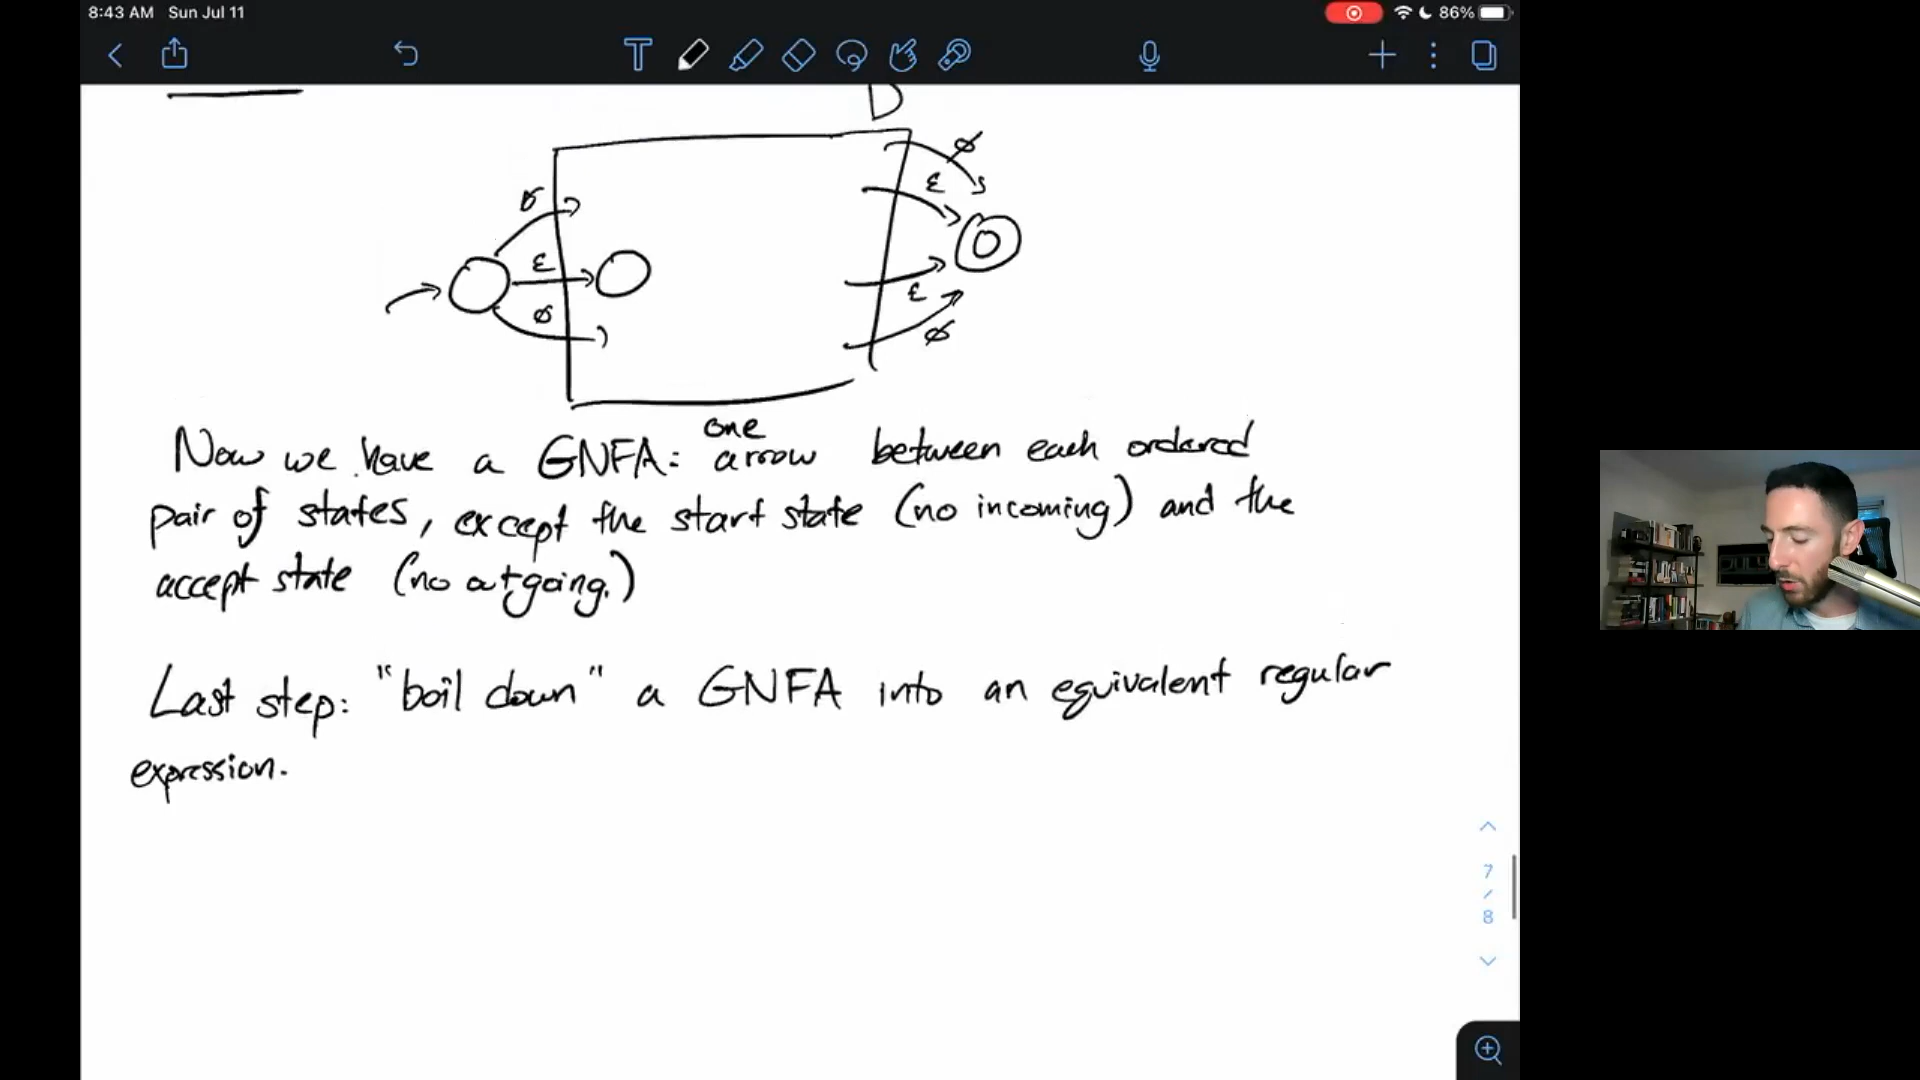 8:43 AM Sun Jul 11
86%
T
D
ø
ε
ø
ε
ε
ø
ø
one
Now we have a GNFA: arrow between each ordered
pair of states, except the start state (no incoming) and the
accept state (no outgoing.)
Last step: "boil down" a GNFA into an equivalent regular
expression.
7
/
8